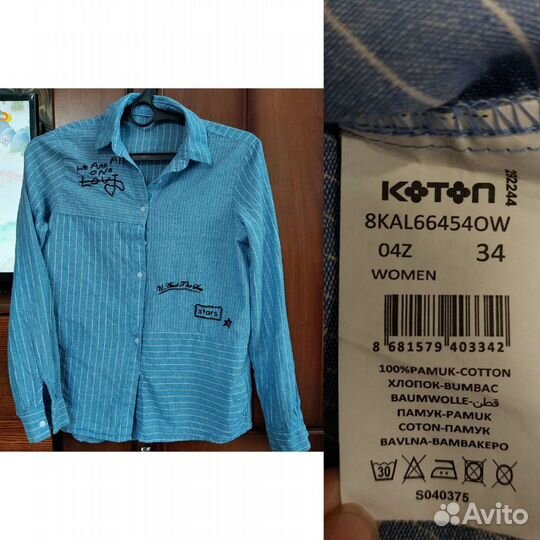 We Are All
One
Love
stars
KOTON
92244
8KAL66454OW
04Z 34
WOMEN
8 681579 403342
100%PAMUK-COTTON
ХЛОПОК-BUMBAC
BAUMWOLLE-قطن
ПАМУК-PAMUK
COTON-ПАМУК
BAVLNA-BAMBAKEPO
30
S040375
Avito